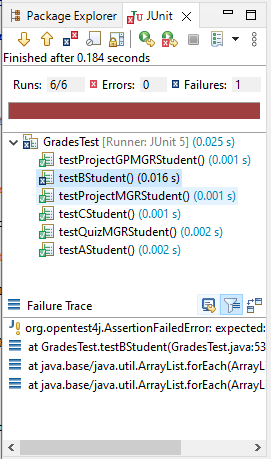 Package Explorer JUnit
Finished after 0.184 seconds
Runs: 6/6 Errors: 0 Failures: 1
GradesTest [Runner: JUnit 5] (0.025 s)
testProjectGPMGRStudent() (0.001 s)
testBStudent() (0.016 s)
testProjectMGRStudent() (0.001 s)
testCStudent() (0.001 s)
testQuizMGRStudent() (0.002 s)
testAStudent() (0.002 s)
Failure Trace
org.opentest4j.AssertionFailedError: expected:
at GradesTest.testBStudent(GradesTest.java:53
at java.base/java.util.ArrayList.forEach(ArrayL
at java.base/java.util.ArrayList.forEach(ArrayL